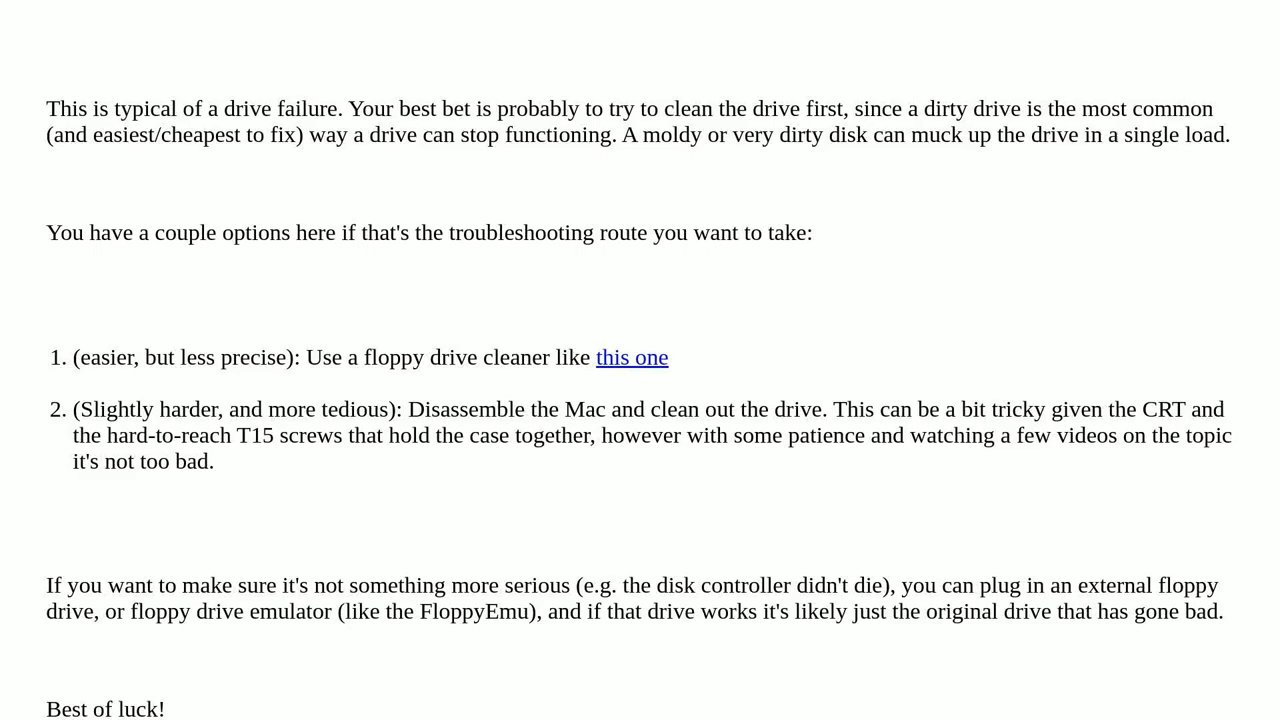 This is typical of a drive failure. Your best bet is probably to try to clean the drive first, since a dirty drive is the most common
(and easiest/cheapest to fix) way a drive can stop functioning. A moldy or very dirty disk can muck up the drive in a single load.
You have a couple options here if that's the troubleshooting route you want to take:
1. (easier, but less precise): Use a floppy drive cleaner like this one
2. (Slightly harder, and more tedious): Disassemble the Mac and clean out the drive. This can be a bit tricky given the CRT and
the hard-to-reach T15 screws that hold the case together, however with some patience and watching a few videos on the topic
it's not too bad.
If you want to make sure it's not something more serious (e.g. the disk controller didn't die), you can plug in an external floppy
drive, or floppy drive emulator (like the FloppyEmu), and if that drive works it's likely just the original drive that has gone bad.
Best of luck!